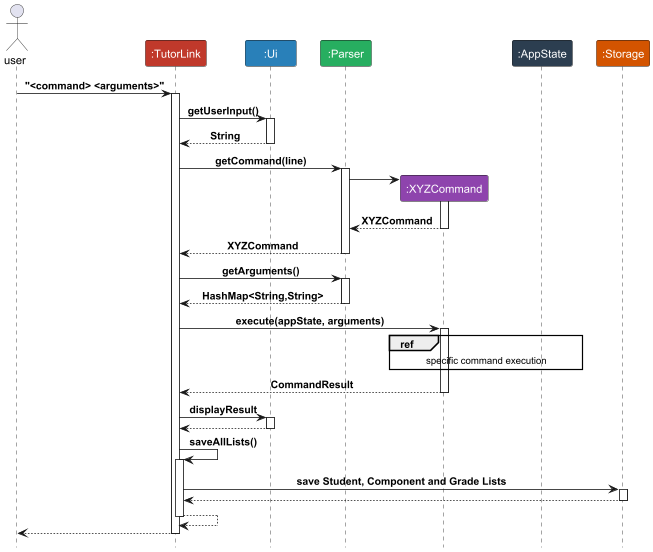 user
:TutorLink
:Ui
:Parser
:AppState
:Storage
"<command> <arguments>"
getUserInput()
String
getCommand(line)
:XYZCommand
XYZCommand
XYZCommand
getArguments()
HashMap<String,String>
execute(appState, arguments)
ref
specific command execution
CommandResult
displayResult
saveAllLists()
save Student, Component and Grade Lists